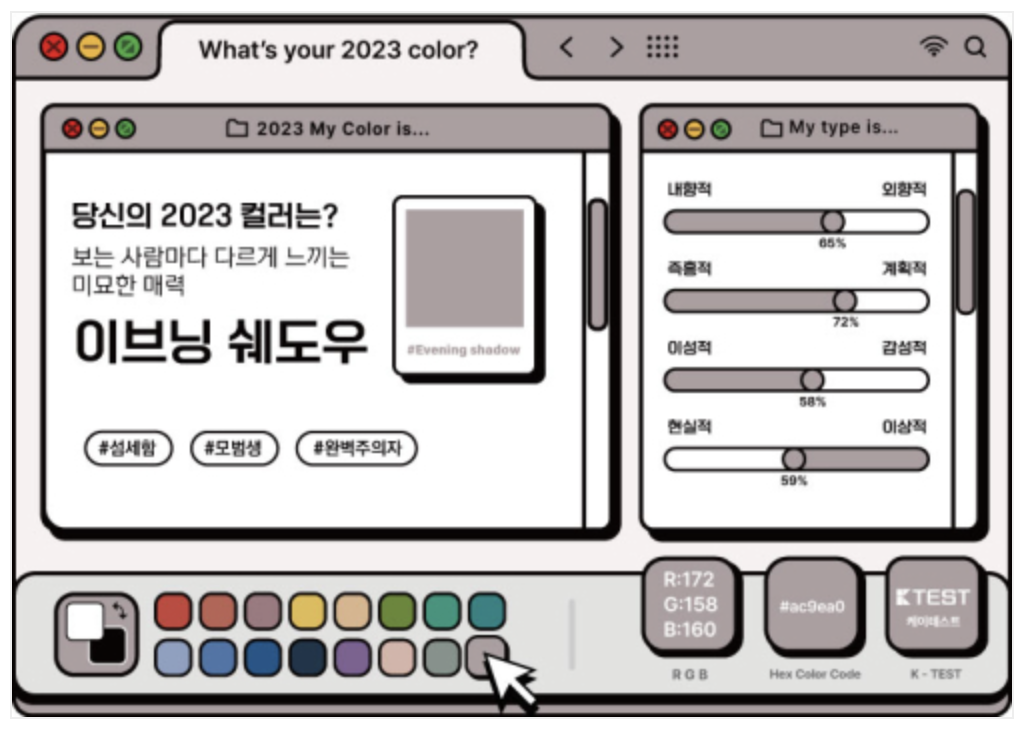 What's your 2023 color?
2023 My Color is...
당신의 2023 컬러는?
보는 사람마다 다르게 느끼는
미묘한 매력
이브닝 쉐도우
#Evening shadow
#섬세함 #모범생 #완벽주의자
My type is...
내향적 외향적
65%
즉흥적 계획적
72%
이성적 감성적
58%
현실적 이상적
59%
R:172
G:158
B:160
RGB
#ac9ea0
Hex Color Code
KTEST
케이테스트
K - TEST